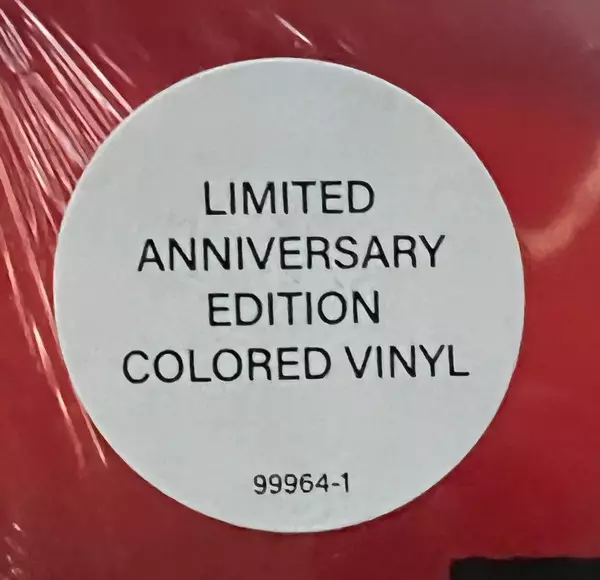 LIMITED
ANNIVERSARY
EDITION
COLORED VINYL
99964-1